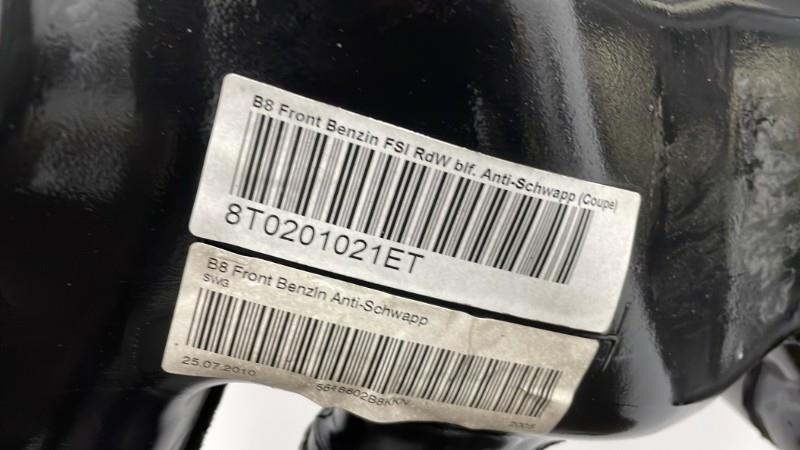 B8 Front Benzin FSI RdW blf. Anti-Schwapp (Coupe)
8T0201021ET
B8 Front Benzin Anti-Schwapp
SWG
25.07.2010
5648602B8KKN
2005